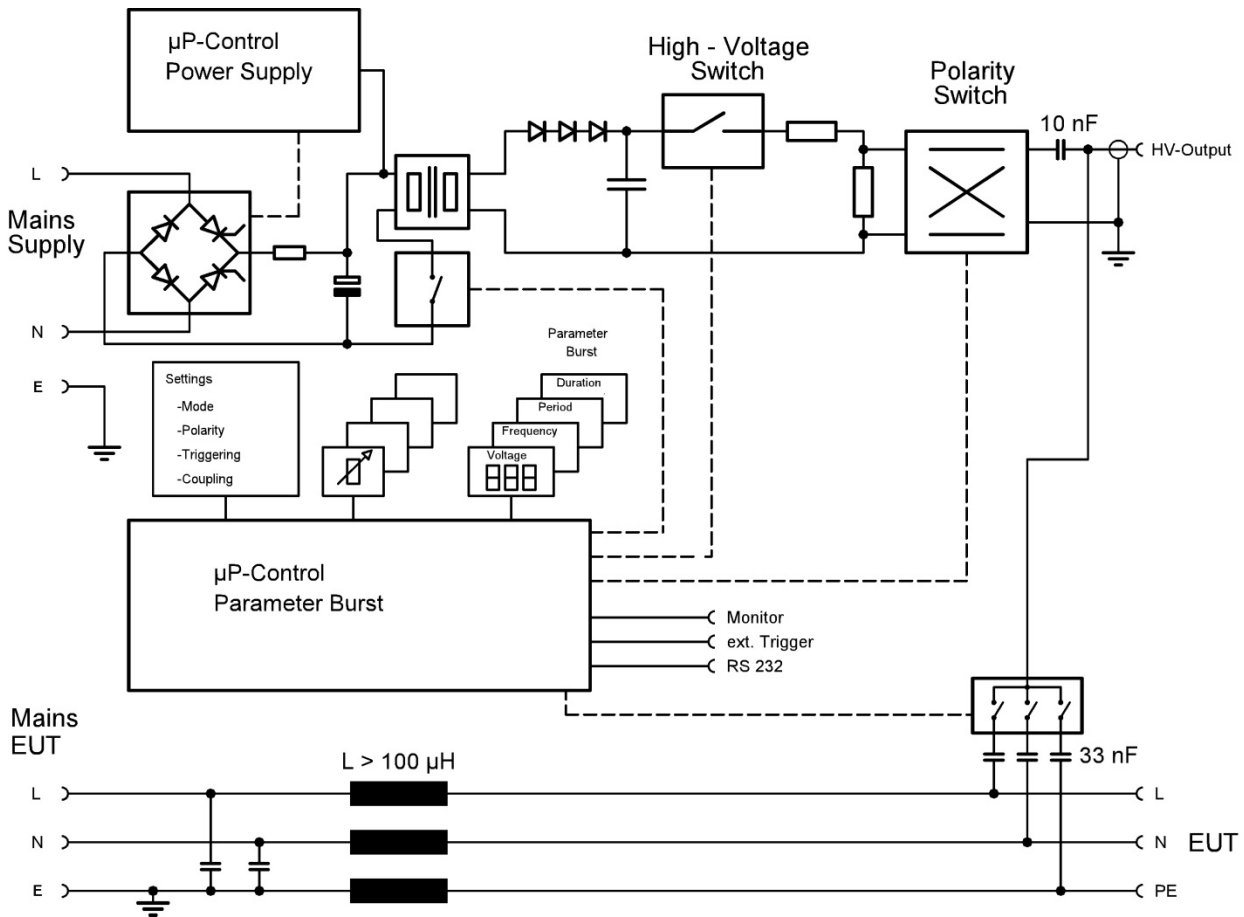 µP-Control
Power Supply
High - Voltage
Switch
Polarity
Switch
10 nF
HV-Output
L
Mains
Supply
N
E
Settings
-Mode
-Polarity
-Triggering
-Coupling
Parameter
Burst
Duration
Period
Frequency
Voltage
µP-Control
Parameter Burst
Monitor
ext. Trigger
RS 232
Mains
EUT
L > 100 µH
33 nF
L
L
N
N
EUT
E
PE